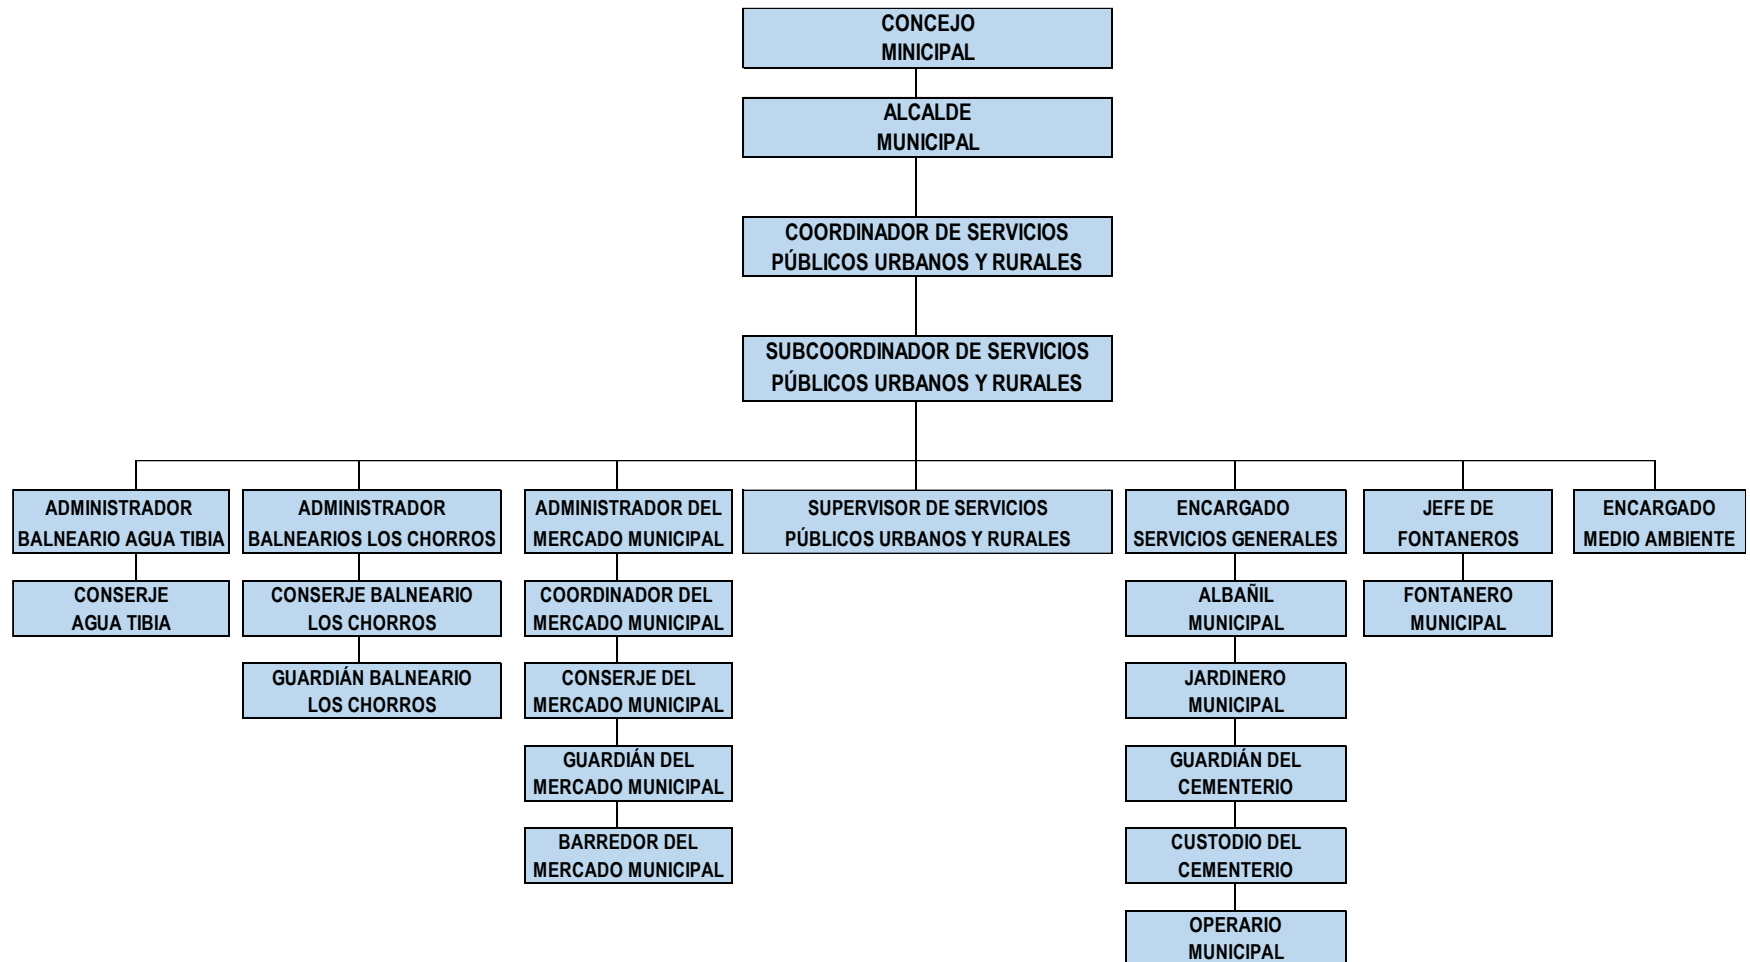 CONCEJO
MINICIPAL
ALCALDE
MUNICIPAL
COORDINADOR DE SERVICIOS
PÚBLICOS URBANOS Y RURALES
SUBCOORDINADOR DE SERVICIOS
PÚBLICOS URBANOS Y RURALES
ADMINISTRADOR
BALNEARIO AGUA TIBIA
ADMINISTRADOR
BALNEARIOS LOS CHORROS
ADMINISTRADOR DEL
MERCADO MUNICIPAL
SUPERVISOR DE SERVICIOS
PÚBLICOS URBANOS Y RURALES
ENCARGADO
SERVICIOS GENERALES
JEFE DE
FONTANEROS
ENCARGADO
MEDIO AMBIENTE
CONSERJE
AGUA TIBIA
CONSERJE BALNEARIO
LOS CHORROS
COORDINADOR DEL
MERCADO MUNICIPAL
ALBAÑIL
MUNICIPAL
FONTANERO
MUNICIPAL
GUARDIÁN BALNEARIO
LOS CHORROS
CONSERJE DEL
MERCADO MUNICIPAL
JARDINERO
MUNICIPAL
GUARDIÁN DEL
MERCADO MUNICIPAL
GUARDIÁN DEL
CEMENTERIO
BARREDOR DEL
MERCADO MUNICIPAL
CUSTODIO DEL
CEMENTERIO
OPERARIO
MUNICIPAL